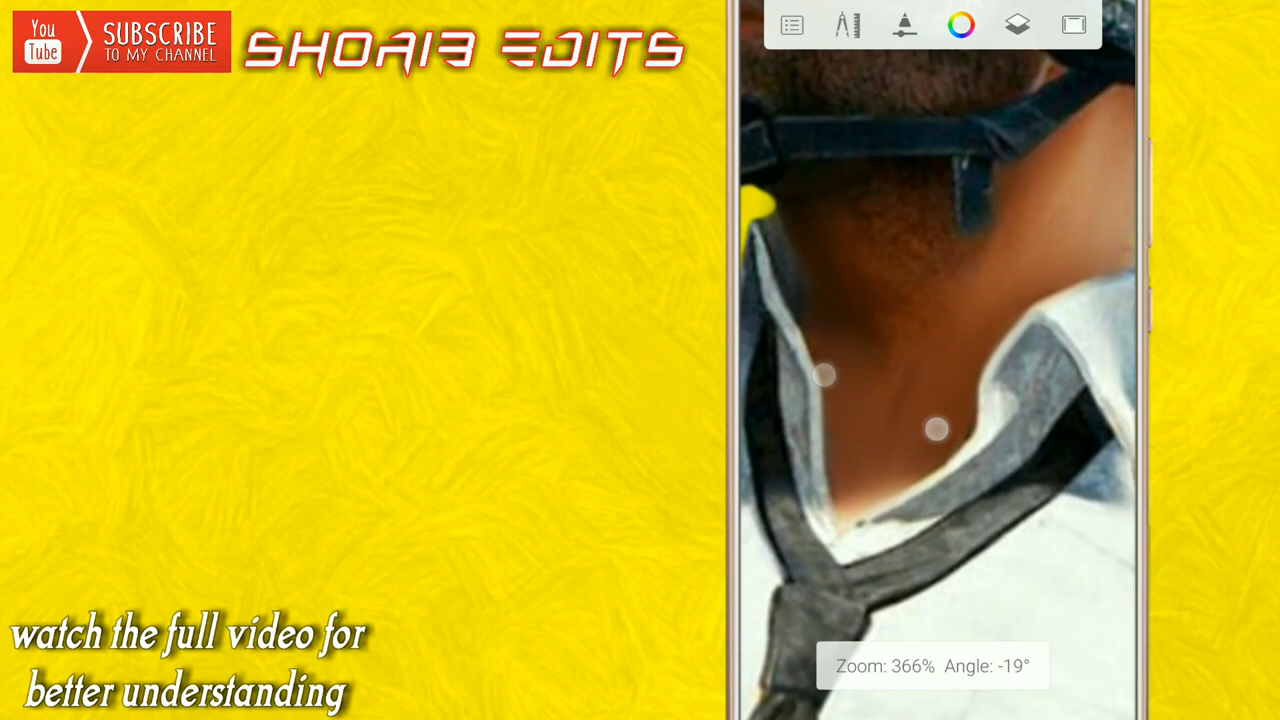 You
Tube
SUBSCRIBE
TO MY CHANNEL
SHOAIB EDITS
watch the full video for
better understanding
Zoom: 366% Angle: -19°